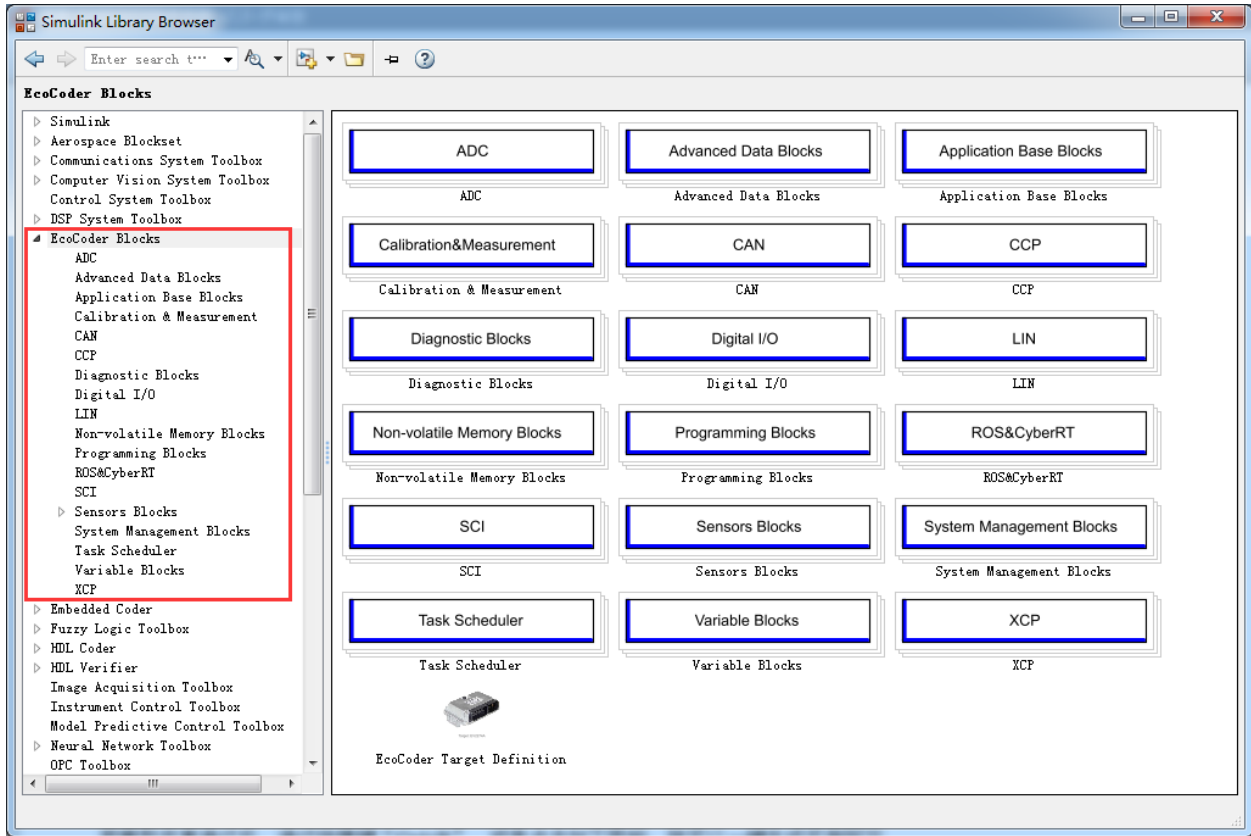 Simulink Library Browser
Enter search t...
EcoCoder Blocks
Simulink
Aerospace Blockset
Communications System Toolbox
Computer Vision System Toolbox
Control System Toolbox
DSP System Toolbox
EcoCoder Blocks
ADC
Advanced Data Blocks
Application Base Blocks
Calibration & Measurement
CAN
CCP
Diagnostic Blocks
Digital I/O
LIN
Non-volatile Memory Blocks
Programming Blocks
ROS&CyberRT
SCI
Sensors Blocks
System Management Blocks
Task Scheduler
Variable Blocks
XCP
Embedded Coder
Fuzzy Logic Toolbox
HDL Coder
HDL Verifier
Image Acquisition Toolbox
Instrument Control Toolbox
Model Predictive Control Toolbox
Neural Network Toolbox
OPC Toolbox
ADC Advanced Data Blocks Application Base Blocks
ADC Advanced Data Blocks Application Base Blocks
Calibration&Measurement CAN CCP
Calibration & Measurement CAN CCP
Diagnostic Blocks Digital I/O LIN
Diagnostic Blocks Digital I/O LIN
Non-volatile Memory Blocks Programming Blocks ROS&CyberRT
Non-volatile Memory Blocks Programming Blocks ROS&CyberRT
SCI Sensors Blocks System Management Blocks
SCI Sensors Blocks System Management Blocks
Task Scheduler Variable Blocks XCP
Task Scheduler Variable Blocks XCP
EcoCoder Target Definition